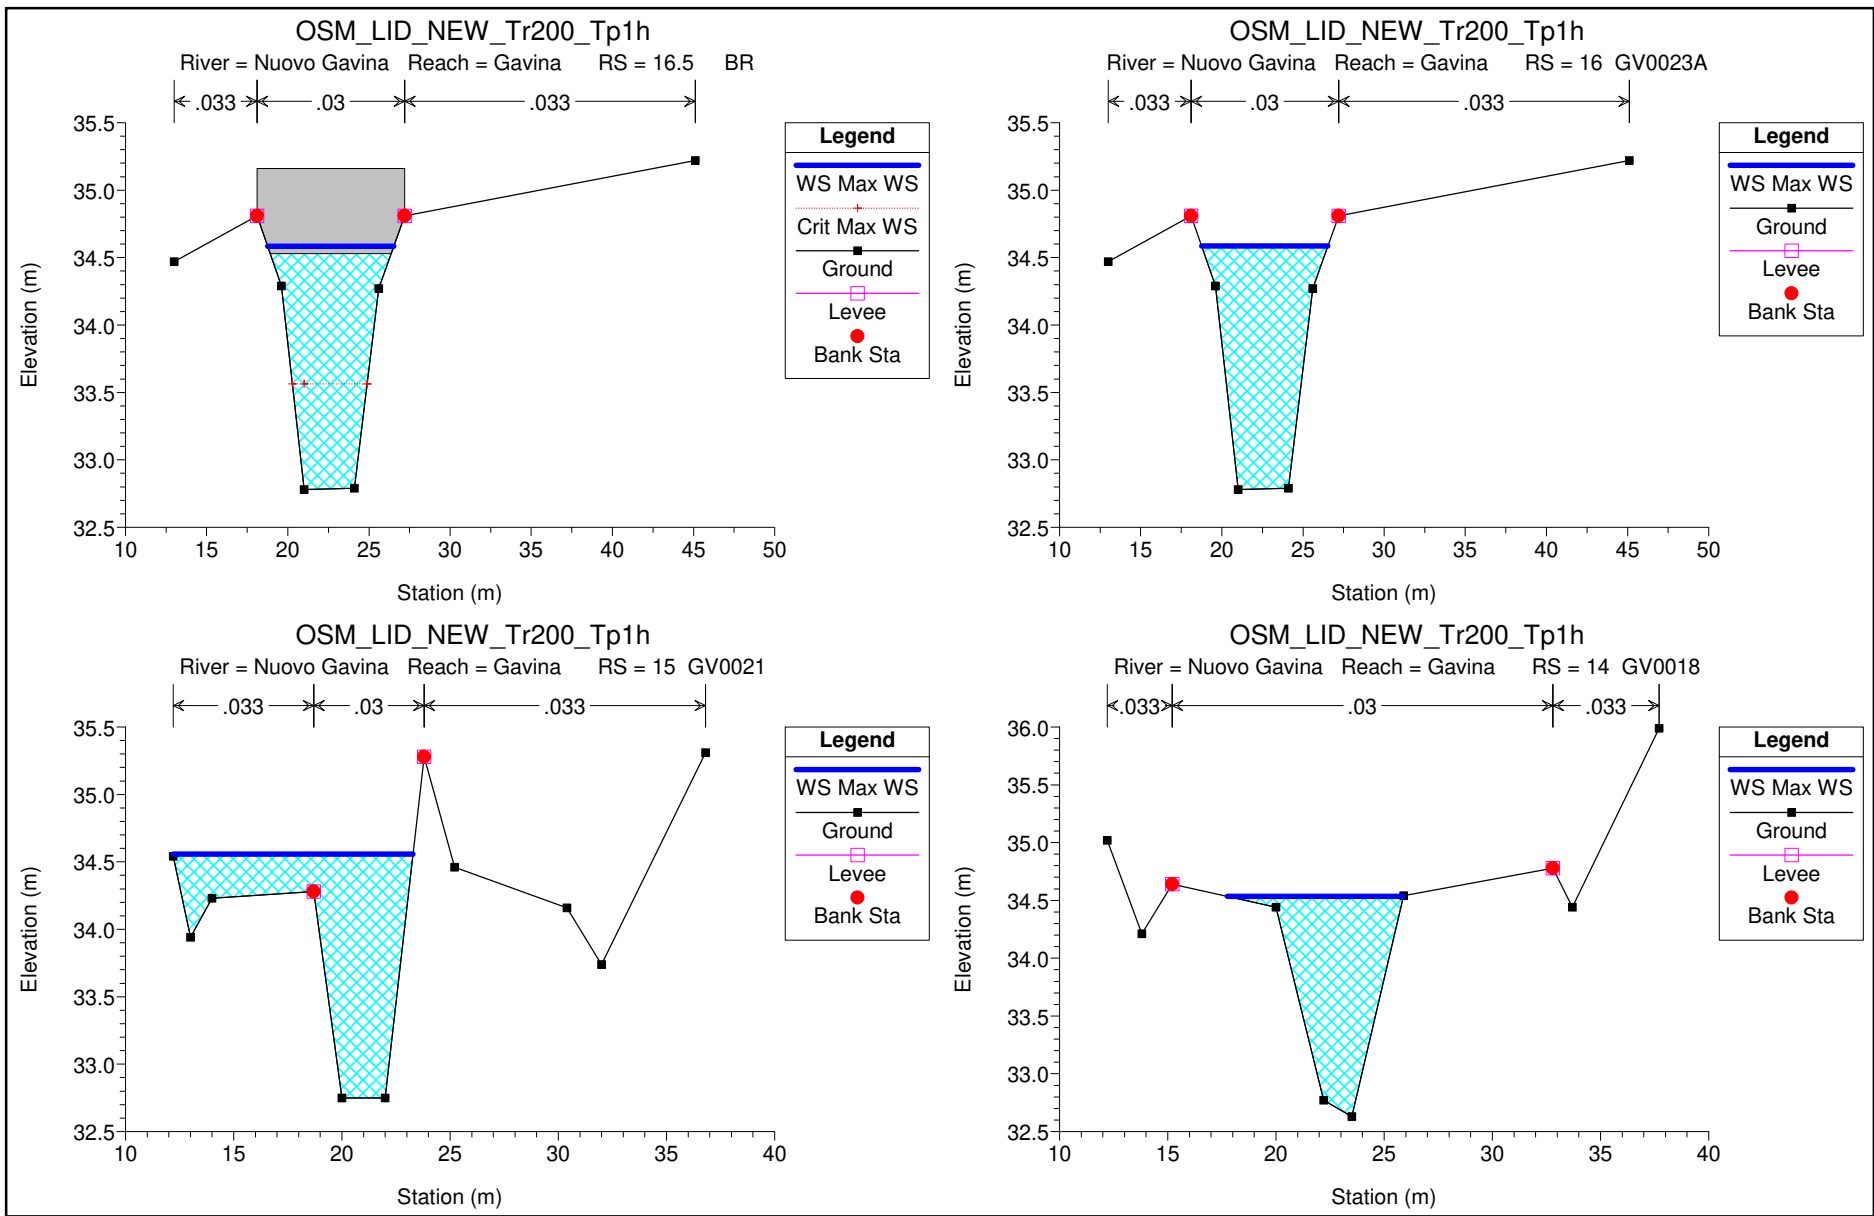 OSM_LID_NEW_Tr200_Tp1h
River = Nuovo Gavina Reach = Gavina RS = 16.5 BR
.033 .03 .033
35.5
35.0
34.5
34.0
33.5
33.0
32.5
10 15 20 25 30 35 40 45 50
Elevation (m)
Station (m)
Legend
WS Max WS
Crit Max WS
Ground
Levee
Bank Sta
OSM_LID_NEW_Tr200_Tp1h
River = Nuovo Gavina Reach = Gavina RS = 16 GV0023A
.033 .03 .033
35.5
35.0
34.5
34.0
33.5
33.0
32.5
10 15 20 25 30 35 40 45 50
Elevation (m)
Station (m)
Legend
WS Max WS
Ground
Levee
Bank Sta
OSM_LID_NEW_Tr200_Tp1h
River = Nuovo Gavina Reach = Gavina RS = 15 GV0021
.033 .03 .033
35.5
35.0
34.5
34.0
33.5
33.0
32.5
10 15 20 25 30 35 40
Elevation (m)
Station (m)
Legend
WS Max WS
Ground
Levee
Bank Sta
OSM_LID_NEW_Tr200_Tp1h
River = Nuovo Gavina Reach = Gavina RS = 14 GV0018
.033 .03 .033
36.0
35.5
35.0
34.5
34.0
33.5
33.0
32.5
10 15 20 25 30 35 40
Elevation (m)
Station (m)
Legend
WS Max WS
Ground
Levee
Bank Sta